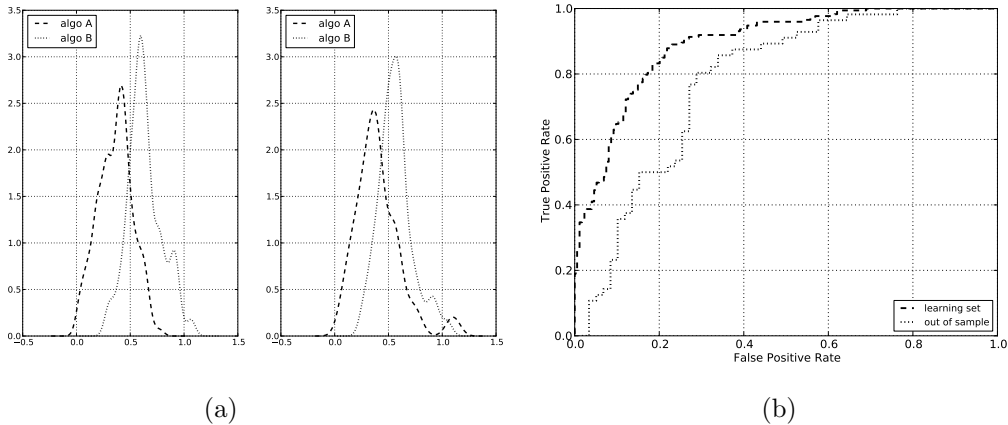 algo A
algo B
3.5
3.0
2.5
2.0
1.5
1.0
0.5
0.0
−0.5 0.0 0.5 1.0 1.5
algo A
algo B
3.5
3.0
2.5
2.0
1.5
1.0
0.5
0.0
−0.5 0.0 0.5 1.0 1.5
(a)
True Positive Rate
1.0
0.8
0.6
0.4
0.2
0.0
learning set
out of sample
0.0 0.2 0.4 0.6 0.8 1.0
False Positive Rate
(b)